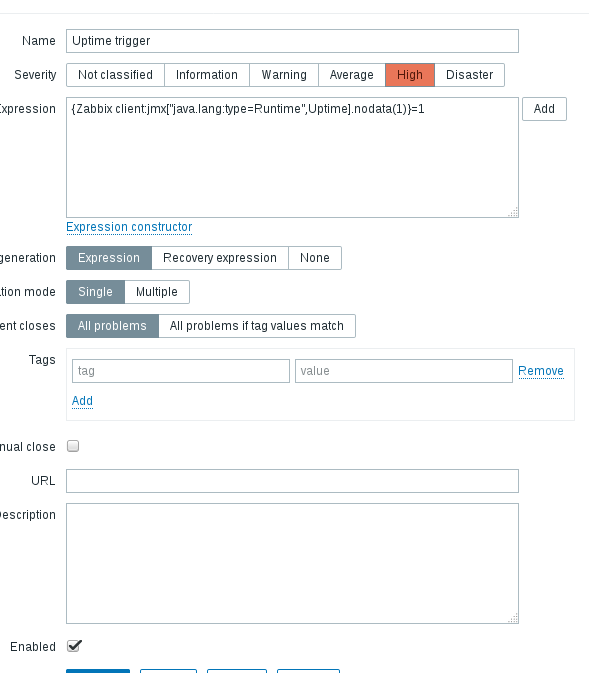 Name Uptime trigger
Severity Not classified Information Warning Average High Disaster
Expression {Zabbix client:jmx["java.lang:type=Runtime",Uptime].nodata(1)}=1 Add
Expression constructor
generation Expression Recovery expression None
tion mode Single Multiple
ent closes All problems All problems if tag values match
Tags tag value Remove
Add
nual close
URL
Description
Enabled